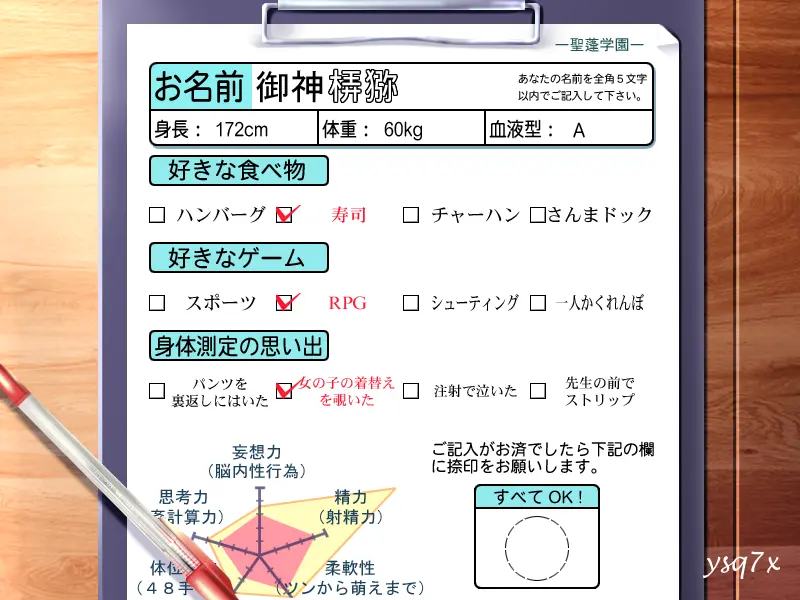 ―聖蓬学園―
お名前 御神
あなたの名前を全角５文字
以内でご記入して下さい。
身長： 172cm 体重： 60kg 血液型： A
好きな食べ物
ハンバーグ 寿司 チャーハン さんまドック
好きなゲーム
スポーツ RPG シューティング 一人かくれんぼ
身体測定の思い出
パンツを
裏返しにはいた
女の子の着替え
を覗いた
注射で泣いた
先生の前で
ストリップ
妄想力
（脳内性行為）
思考力
計算力）
精力
（射精力）
体位
（４８手
柔軟性
（ツンから萌えまで）
ご記入がお済でしたら下記の欄
に捺印をお願いします。
すべてOK！
ysq7x